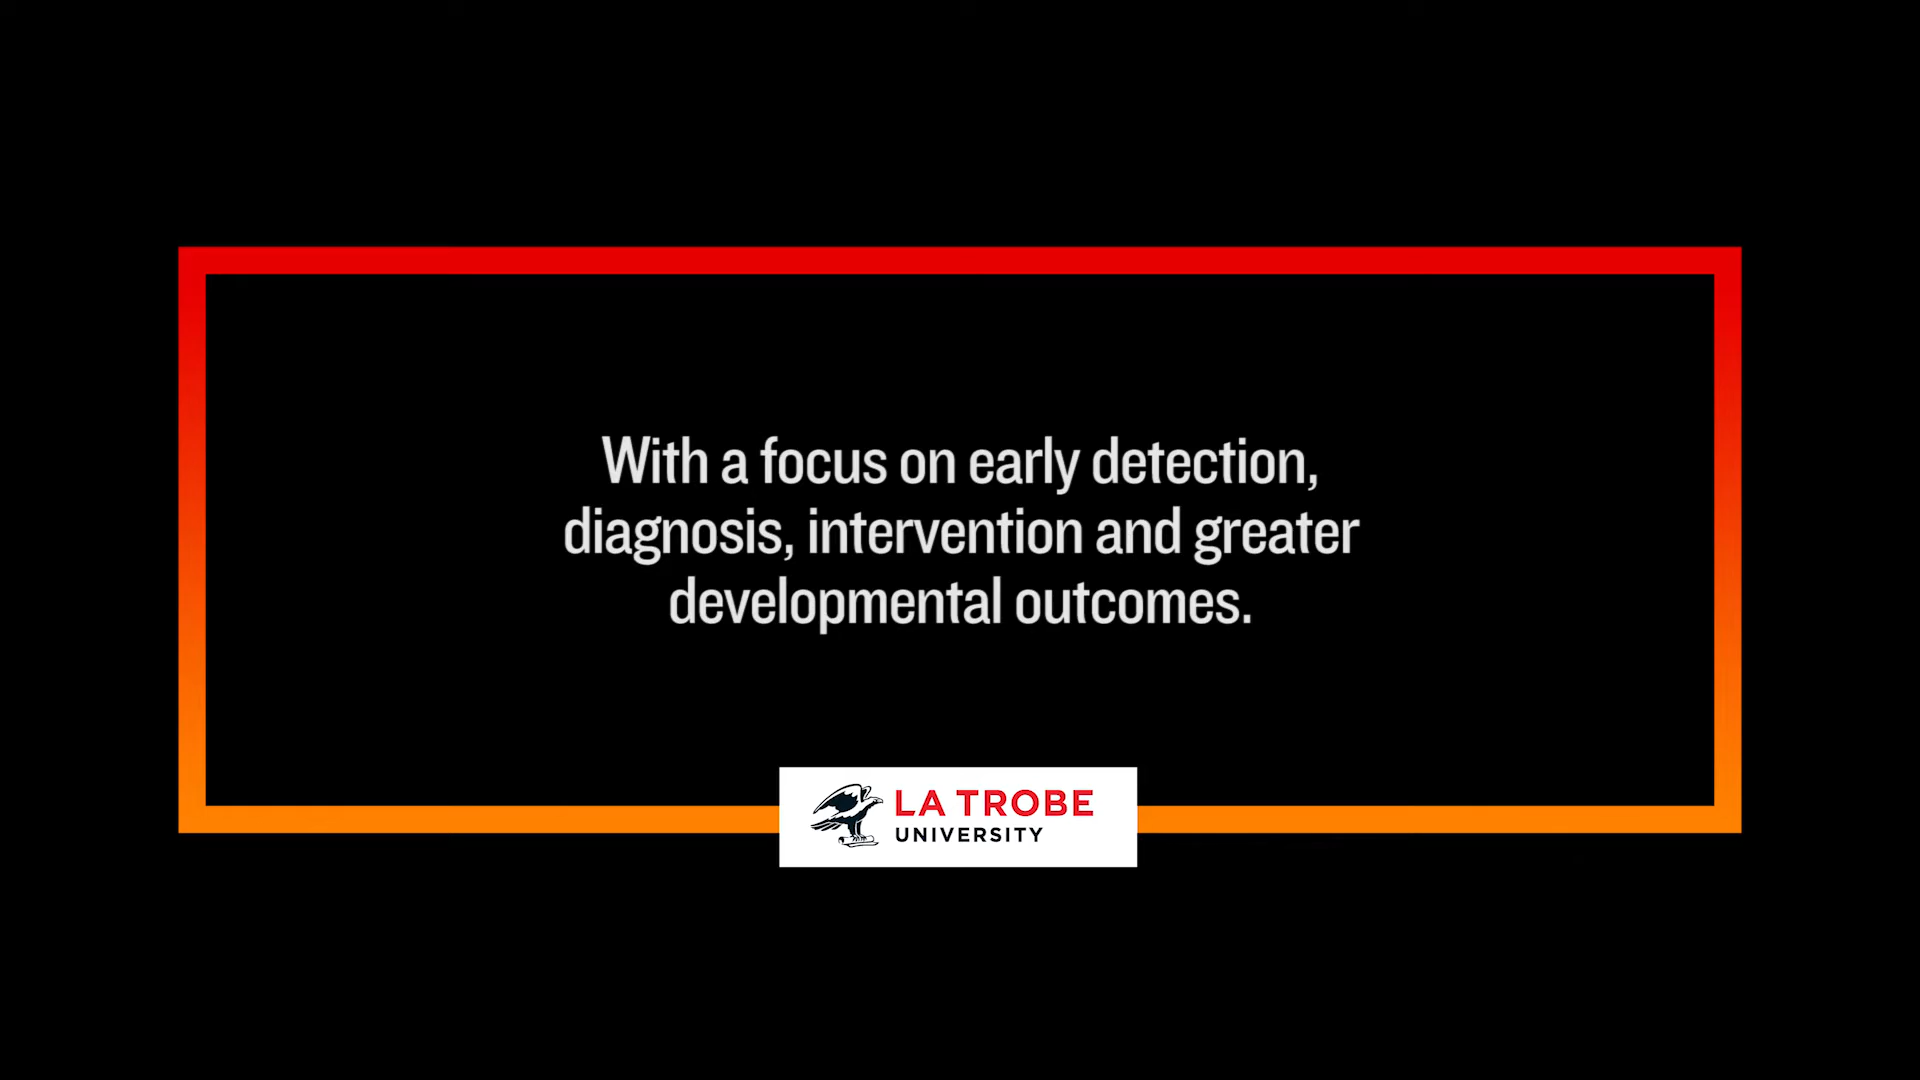 With a focus on early detection,
diagnosis, intervention and greater
developmental outcomes.
LA TROBE
UNIVERSITY